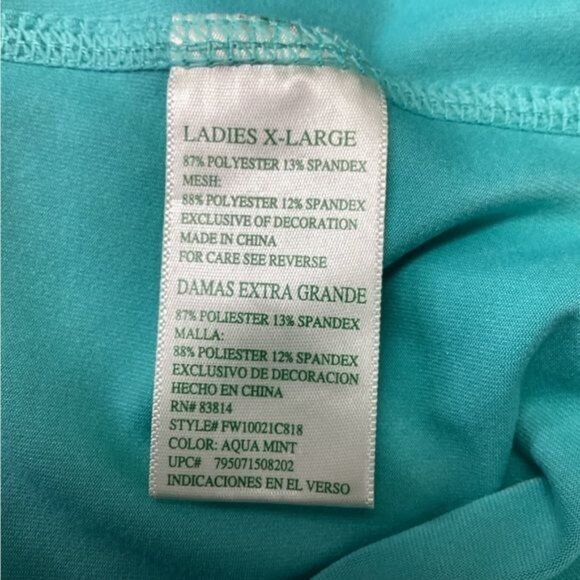 LADIES X-LARGE
87% POLYESTER 13% SPANDEX
MESH:
88% POLYESTER 12% SPANDEX
EXCLUSIVE OF DECORATION
MADE IN CHINA
FOR CARE SEE REVERSE
DAMAS EXTRA GRANDE
87% POLIESTER 13% SPANDEX
MALLA:
88% POLIESTER 12% SPANDEX
EXCLUSIVO DE DECORACION
HECHO EN CHINA
RN# 83814
STYLE# FW10021C818
COLOR: AQUA MINT
UPC# 795071508202
INDICACIONES EN EL VERSO